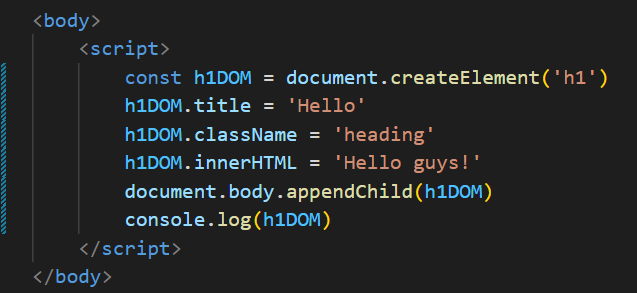 <body>
<script>
const h1DOM = document.createElement('h1')
h1DOM.title = 'Hello'
h1DOM.className = 'heading'
h1DOM.innerHTML = 'Hello guys!'
document.body.appendChild(h1DOM)
console.log(h1DOM)
</script>
</body>